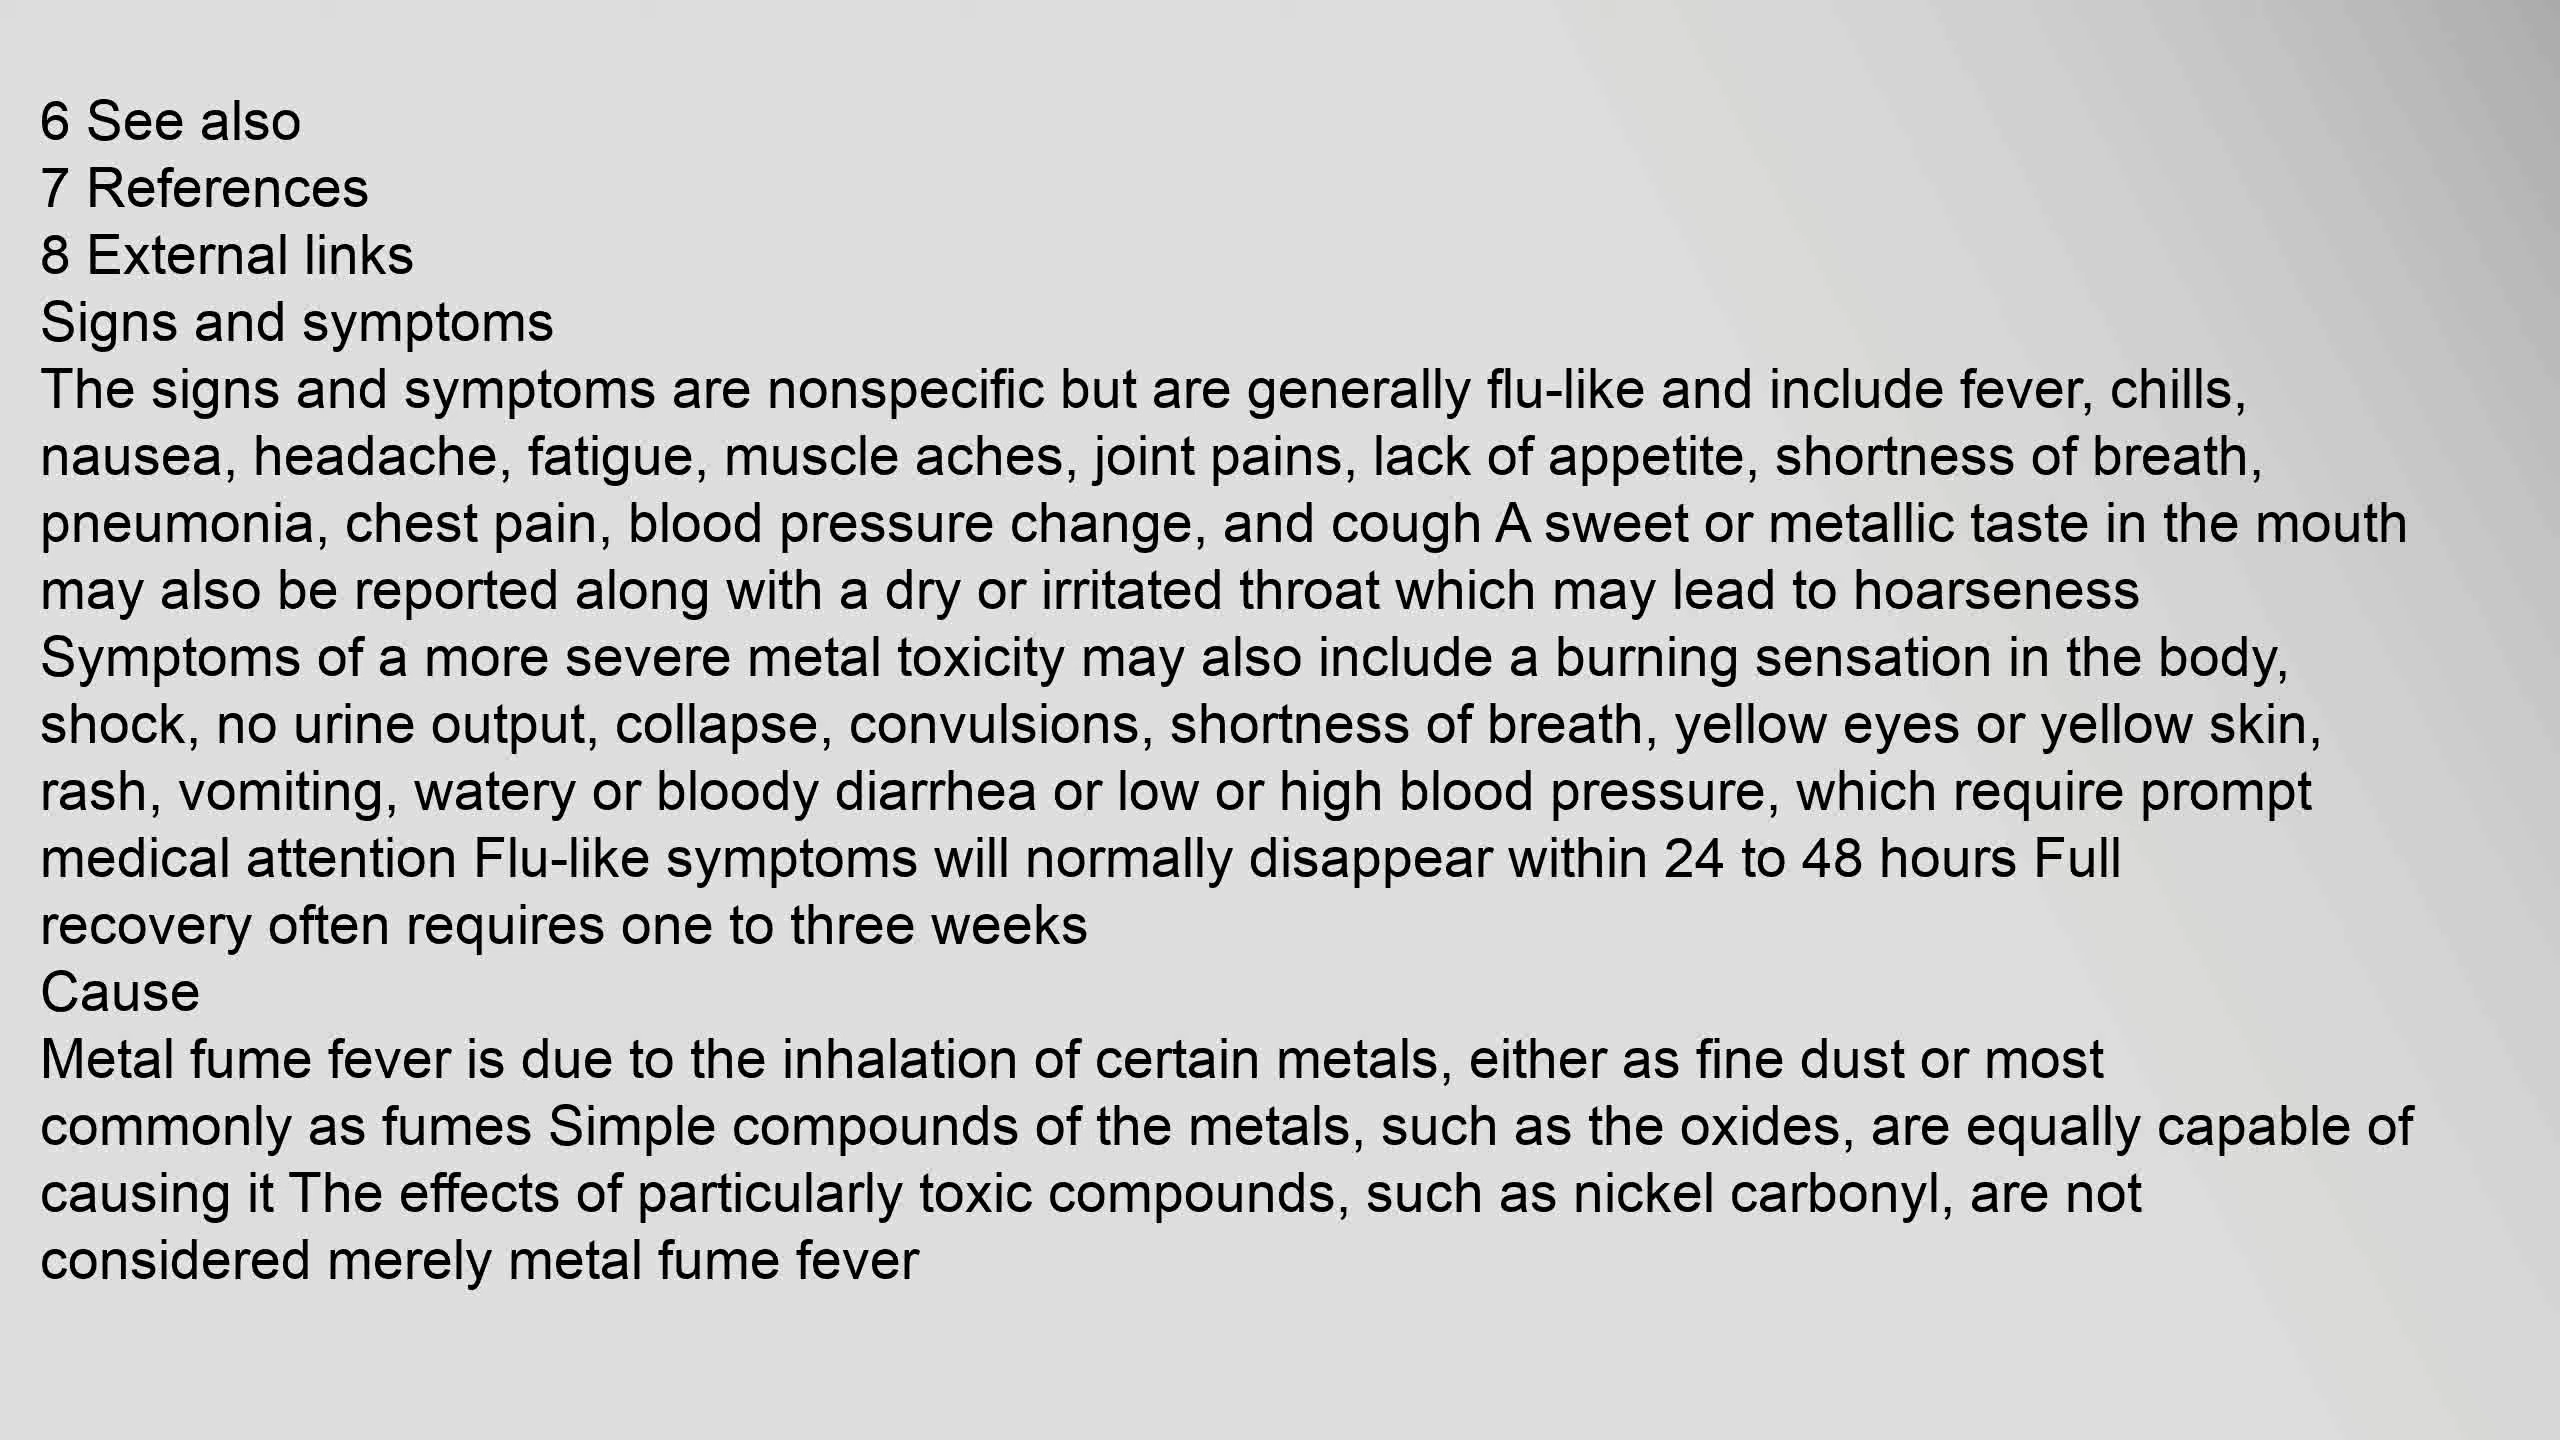 6 See also
7 References
8 External links
Signs and symptoms
The signs and symptoms are nonspecific but are generally flu-like and include fever, chills,
nausea, headache, fatigue, muscle aches, joint pains, lack of appetite, shortness of breath,
pneumonia, chest pain, blood pressure change, and cough A sweet or metallic taste in the mouth
may also be reported along with a dry or irritated throat which may lead to hoarseness
Symptoms of a more severe metal toxicity may also include a burning sensation in the body,
shock, no urine output, collapse, convulsions, shortness of breath, yellow eyes or yellow skin,
rash, vomiting, watery or bloody diarrhea or low or high blood pressure, which require prompt
medical attention Flu-like symptoms will normally disappear within 24 to 48 hours Full
recovery often requires one to three weeks
Cause
Metal fume fever is due to the inhalation of certain metals, either as fine dust or most
commonly as fumes Simple compounds of the metals, such as the oxides, are equally capable of
causing it The effects of particularly toxic compounds, such as nickel carbonyl, are not
considered merely metal fume fever